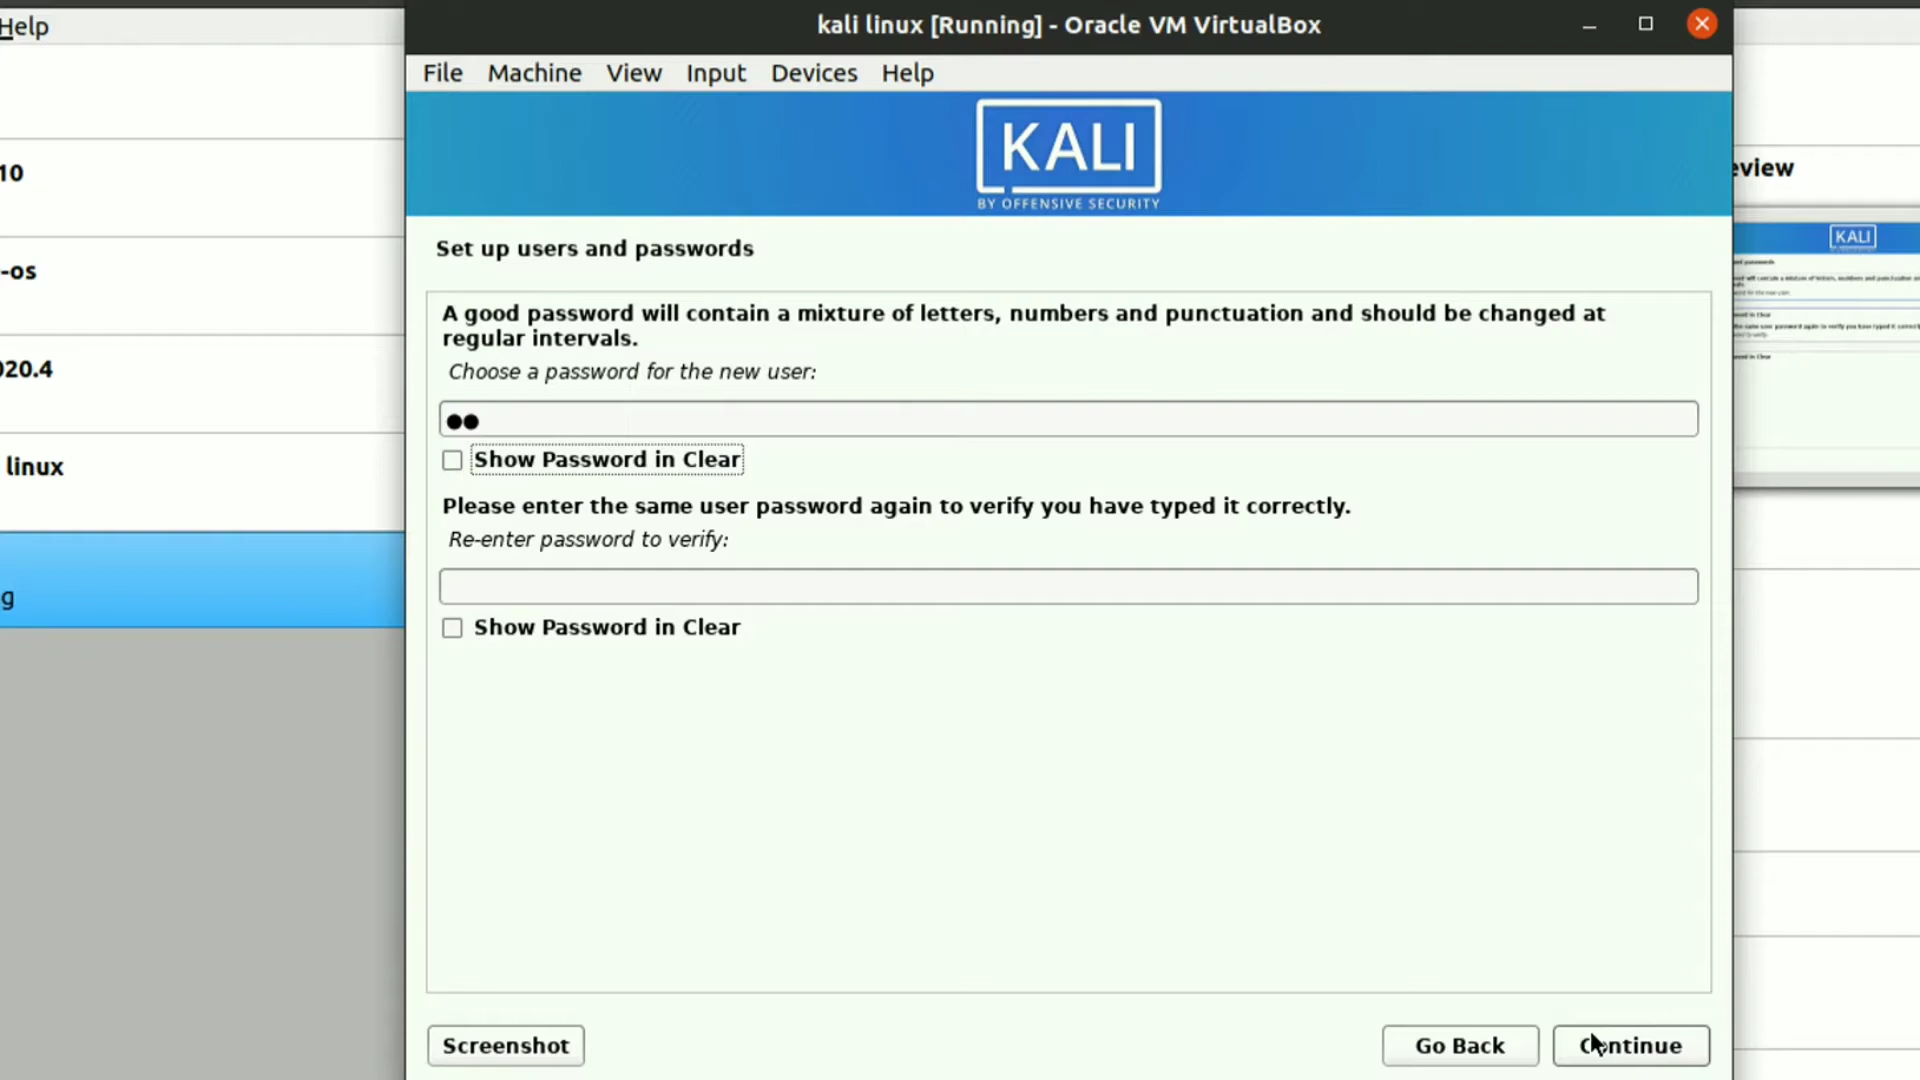 Help
10
-os
020.4
linux
g
kali linux [Running] - Oracle VM VirtualBox
File Machine View Input Devices Help
KALI
BY OFFENSIVE SECURITY
Set up users and passwords
A good password will contain a mixture of letters, numbers and punctuation and should be changed at
regular intervals.
Choose a password for the new user:
Show Password in Clear
Please enter the same user password again to verify you have typed it correctly.
Re-enter password to verify:
Show Password in Clear
Screenshot
Go Back
Continue
eview
KALI